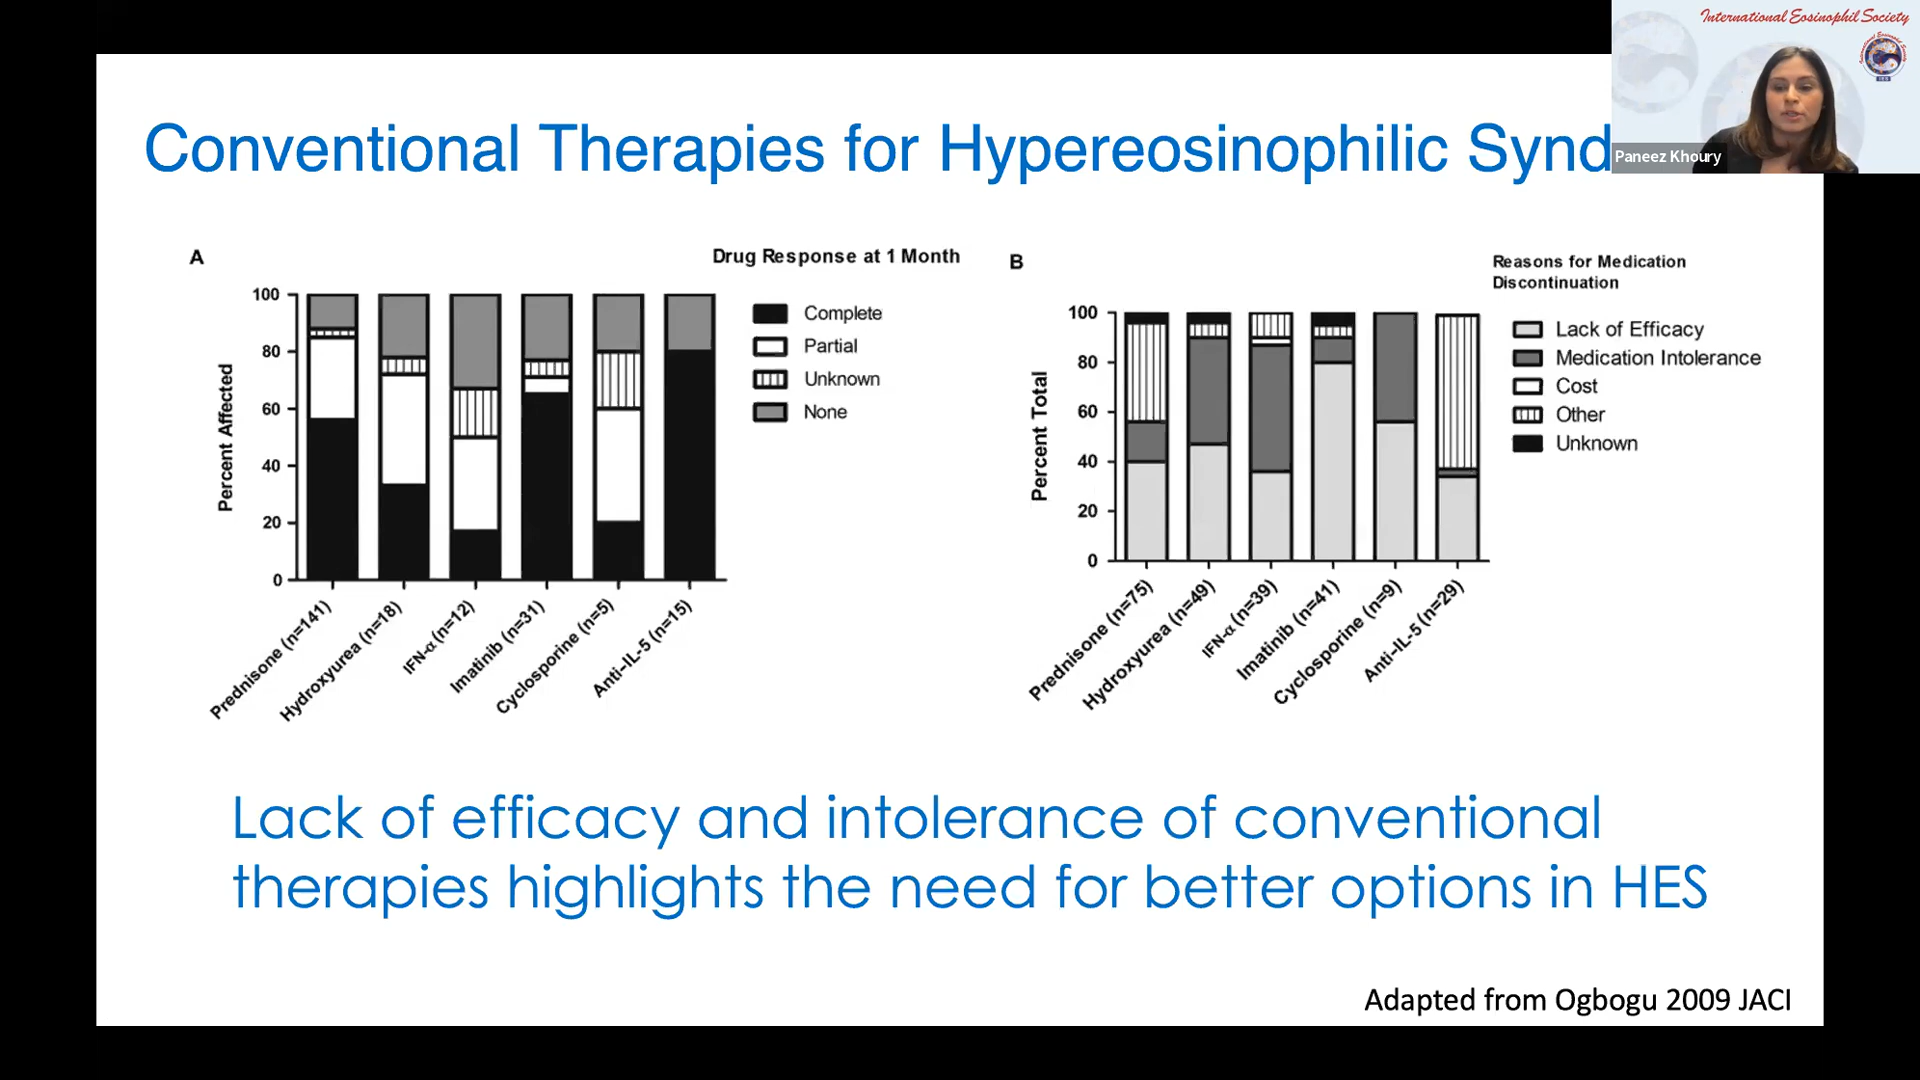 International Eosinophil Society
Paneez Khoury
Conventional Therapies for Hypereosinophilic Synd
A
Drug Response at 1 Month
100
80
60
40
20
0
Percent Affected
Complete
Partial
Unknown
None
Prednisone (n=141)
Hydroxyurea (n=18)
IFN-α (n=12)
Imatinib (n=31)
Cyclosporine (n=5)
Anti-IL-5 (n=15)
B
Reasons for Medication
Discontinuation
100
80
60
40
20
0
Percent Total
Lack of Efficacy
Medication Intolerance
Cost
Other
Unknown
Prednisone (n=75)
Hydroxyurea (n=49)
IFN-α (n=39)
Imatinib (n=41)
Cyclosporine (n=9)
Anti-IL-5 (n=29)
Lack of efficacy and intolerance of conventional
therapies highlights the need for better options in HES
Adapted from Ogbogu 2009 JACI